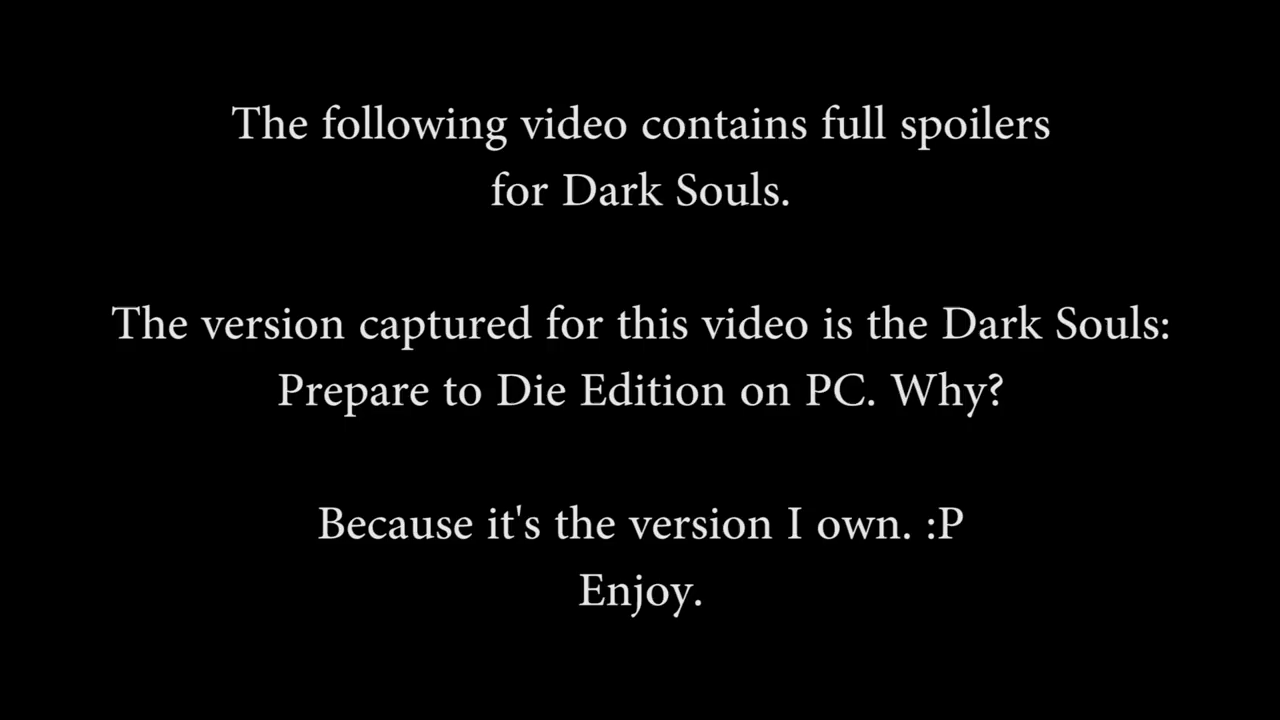 The following video contains full spoilers
for Dark Souls.
The version captured for this video is the Dark Souls:
Prepare to Die Edition on PC. Why?
Because it's the version I own. :P
Enjoy.